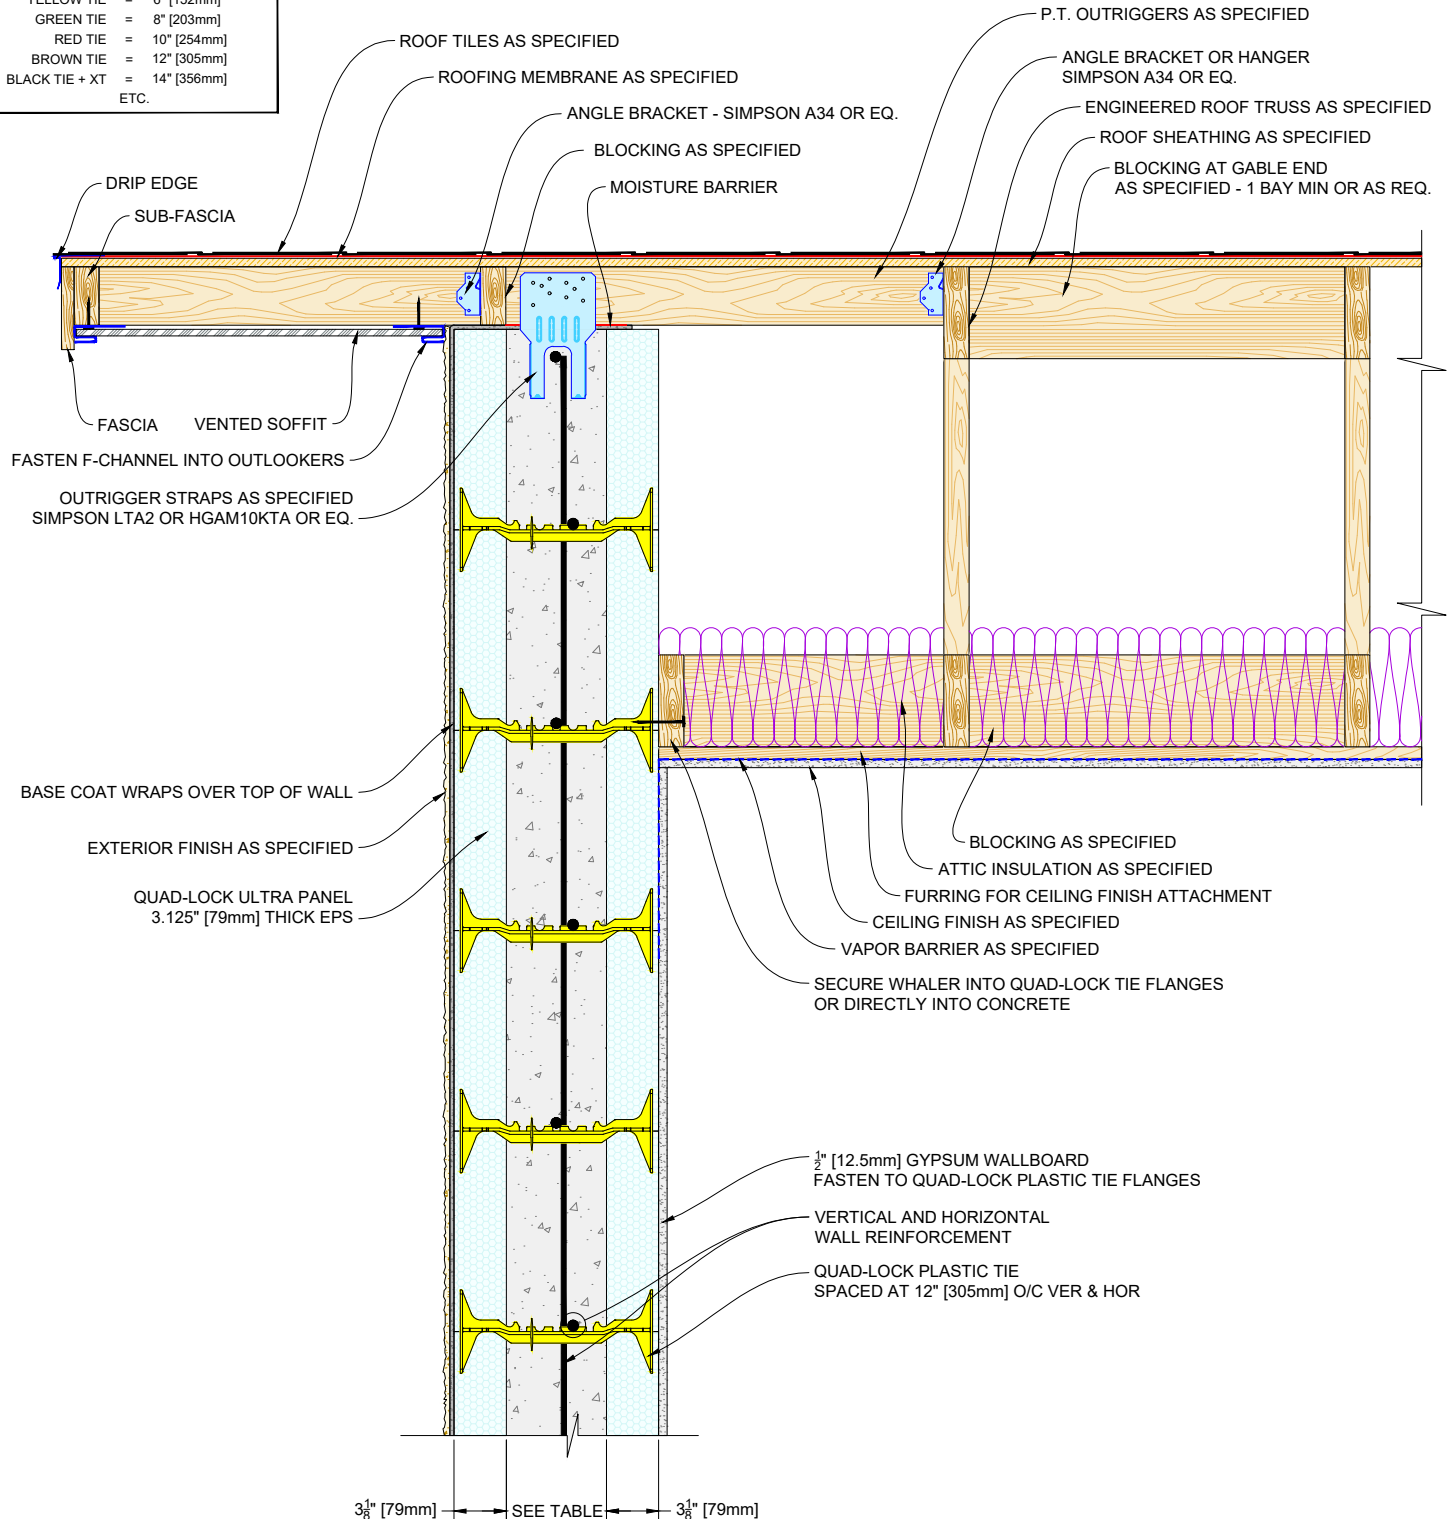 YELLOW TIE = 6" [152mm]
GREEN TIE = 8" [203mm]
RED TIE = 10" [254mm]
BROWN TIE = 12" [305mm]
BLACK TIE + XT = 14" [356mm]
ETC.
P.T. OUTRIGGERS AS SPECIFIED
ROOF TILES AS SPECIFIED
ANGLE BRACKET OR HANGER
SIMPSON A34 OR EQ.
ROOFING MEMBRANE AS SPECIFIED
ENGINEERED ROOF TRUSS AS SPECIFIED
ANGLE BRACKET - SIMPSON A34 OR EQ.
ROOF SHEATHING AS SPECIFIED
BLOCKING AS SPECIFIED
BLOCKING AT GABLE END
AS SPECIFIED - 1 BAY MIN OR AS REQ.
MOISTURE BARRIER
DRIP EDGE
SUB-FASCIA
FASCIA
VENTED SOFFIT
FASTEN F-CHANNEL INTO OUTLOOKERS
OUTRIGGER STRAPS AS SPECIFIED
SIMPSON LTA2 OR HGAM10KTA OR EQ.
BASE COAT WRAPS OVER TOP OF WALL
EXTERIOR FINISH AS SPECIFIED
QUAD-LOCK ULTRA PANEL
3.125" [79mm] THICK EPS
BLOCKING AS SPECIFIED
ATTIC INSULATION AS SPECIFIED
FURRING FOR CEILING FINISH ATTACHMENT
CEILING FINISH AS SPECIFIED
VAPOR BARRIER AS SPECIFIED
SECURE WHALER INTO QUAD-LOCK TIE FLANGES
OR DIRECTLY INTO CONCRETE
1/2" [12.5mm] GYPSUM WALLBOARD
FASTEN TO QUAD-LOCK PLASTIC TIE FLANGES
VERTICAL AND HORIZONTAL
WALL REINFORCEMENT
QUAD-LOCK PLASTIC TIE
SPACED AT 12" [305mm] O/C VER & HOR
3 1/8" [79mm]
SEE TABLE
3 1/8" [79mm]